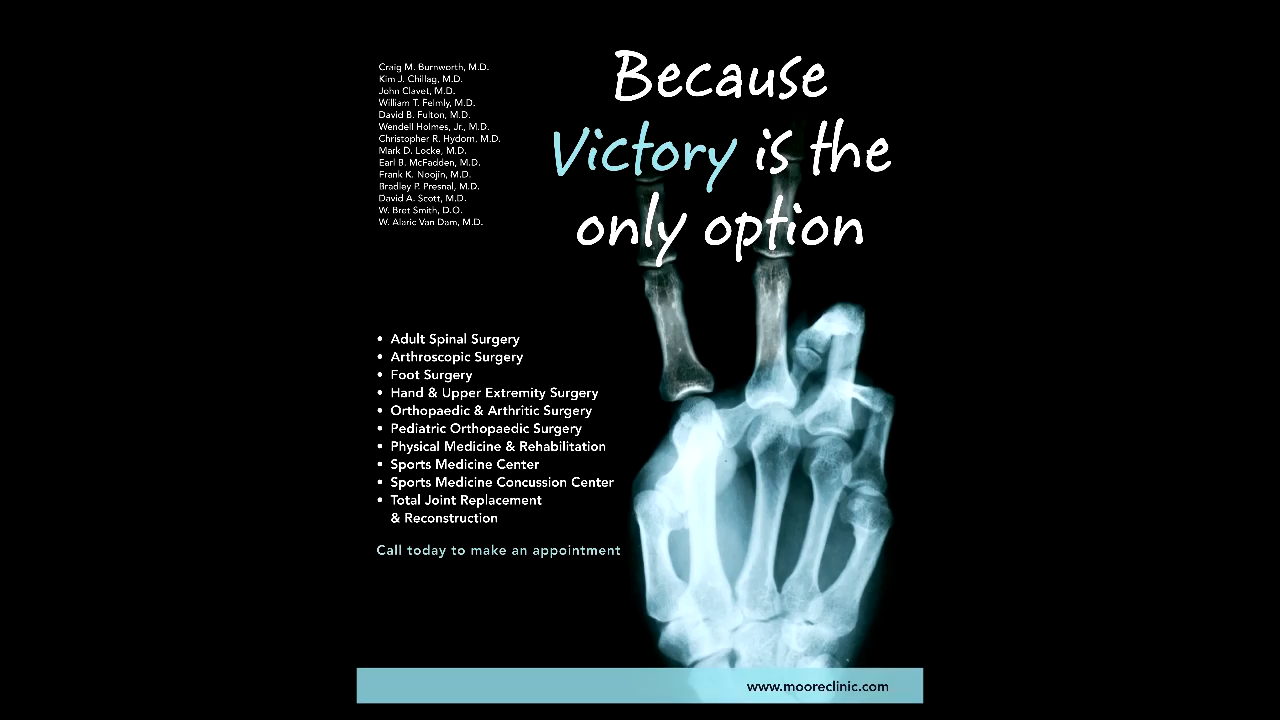 Craig M. Burnworth, M.D.
Kim J. Chillag, M.D.
John Clavet, M.D.
William T. Felmly, M.D.
David B. Fulton, M.D.
Wendell Holmes, Jr., M.D.
Christopher R. Hydorn, M.D.
Mark D. Locke, M.D.
Earl B. McFadden, M.D.
Frank K. Noojin, M.D.
Bradley P. Presnal, M.D.
David A. Scott, M.D.
W. Bret Smith, D.O.
W. Alaric Van Dam, M.D.
Because
Victory is the
only option
• Adult Spinal Surgery
• Arthroscopic Surgery
• Foot Surgery
• Hand & Upper Extremity Surgery
• Orthopaedic & Arthritic Surgery
• Pediatric Orthopaedic Surgery
• Physical Medicine & Rehabilitation
• Sports Medicine Center
• Sports Medicine Concussion Center
• Total Joint Replacement
& Reconstruction
Call today to make an appointment
www.mooreclinic.com